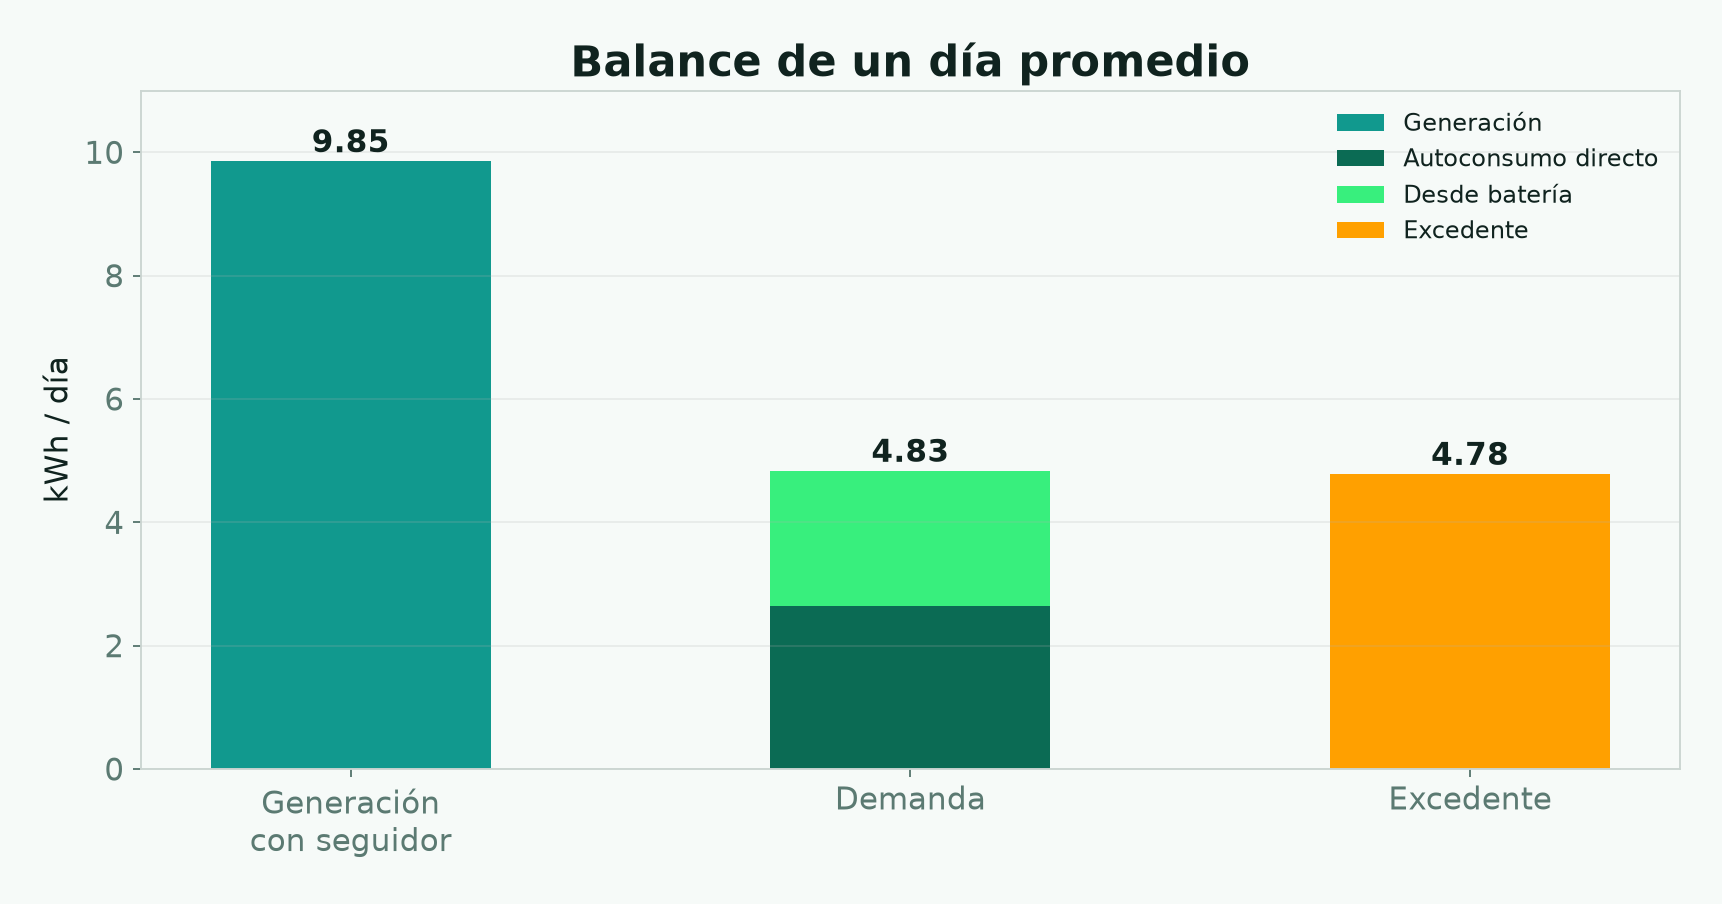 Balance de un día promedio
kWh / día
10
8
6
4
2
0
9.85
4.83
4.78
Generación
Autoconsumo directo
Desde batería
Excedente
Generación
con seguidor
Demanda
Excedente